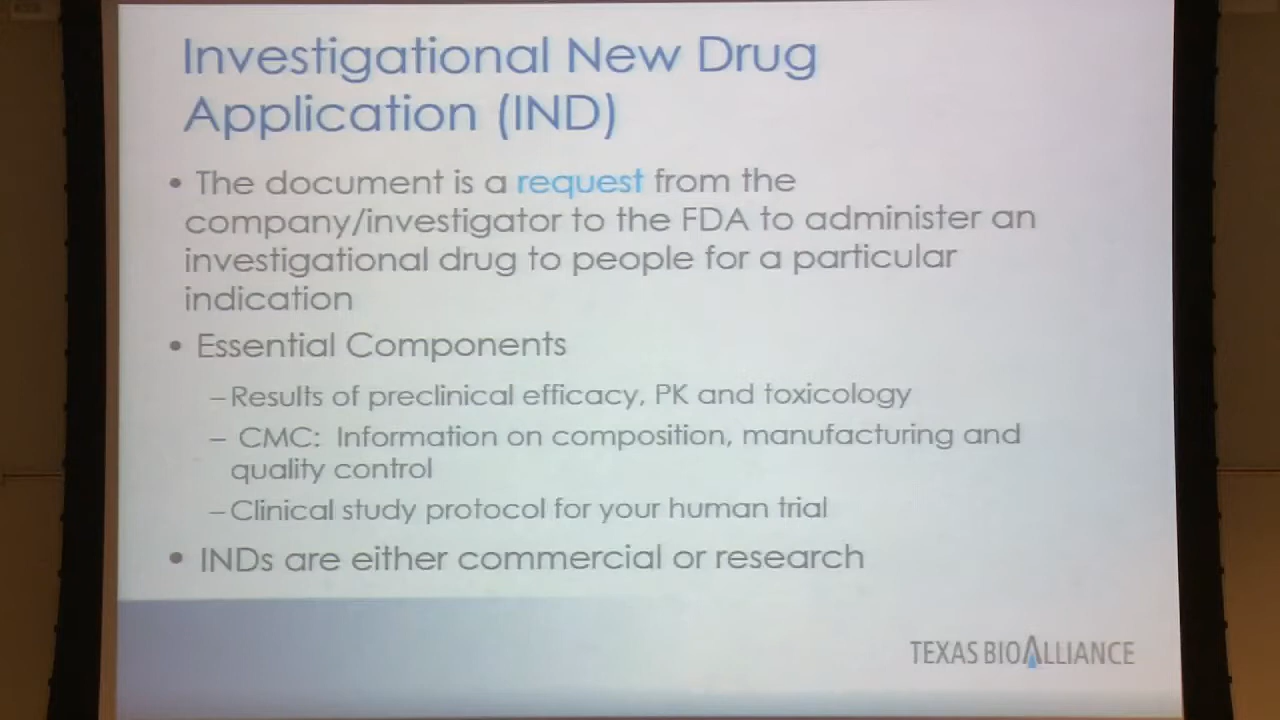 Investigational New Drug
Application (IND)
• The document is a request from the
company/investigator to the FDA to administer an
investigational drug to people for a particular
indication
• Essential Components
– Results of preclinical efficacy, PK and toxicology
– CMC: Information on composition, manufacturing and
quality control
– Clinical study protocol for your human trial
• INDs are either commercial or research
TEXAS BIOALLIANCE